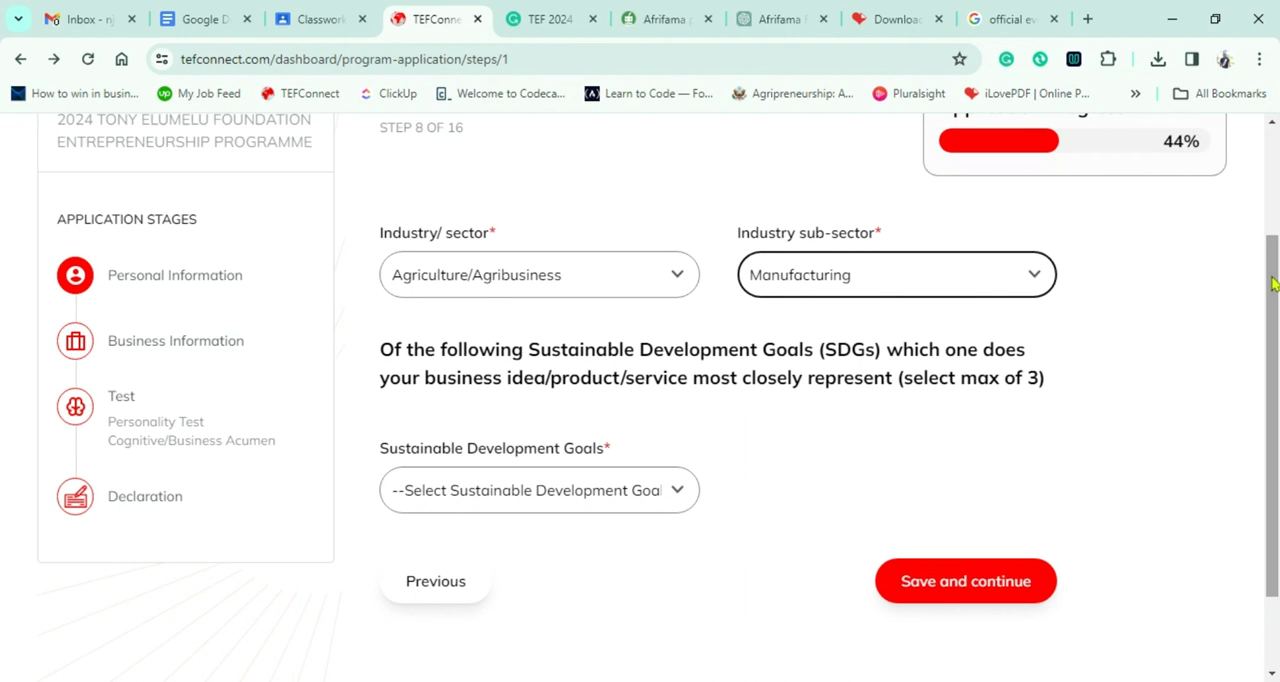 Inbox - nj
Google D
Classwor
TEFConne
TEF 2024
Afrifama
Afrifama
Downloa
official ev
tefconnect.com/dashboard/program-application/steps/1
How to win in busin...
My Job Feed
TEFConnect
ClickUp
Welcome to Codeca...
Learn to Code — Fo...
Agripreneurship: A...
Pluralsight
iLovePDF | Online P...
All Bookmarks
2024 TONY ELUMELU FOUNDATION
ENTREPRENEURSHIP PROGRAMME
STEP 8 OF 16
44%
APPLICATION STAGES
Personal Information
Business Information
Test
Personality Test
Cognitive/Business Acumen
Declaration
Industry/ sector*
Industry sub-sector*
Agriculture/Agribusiness
Manufacturing
Of the following Sustainable Development Goals (SDGs) which one does
your business idea/product/service most closely represent (select max of 3)
Sustainable Development Goals*
--Select Sustainable Development Goal
Previous
Save and continue